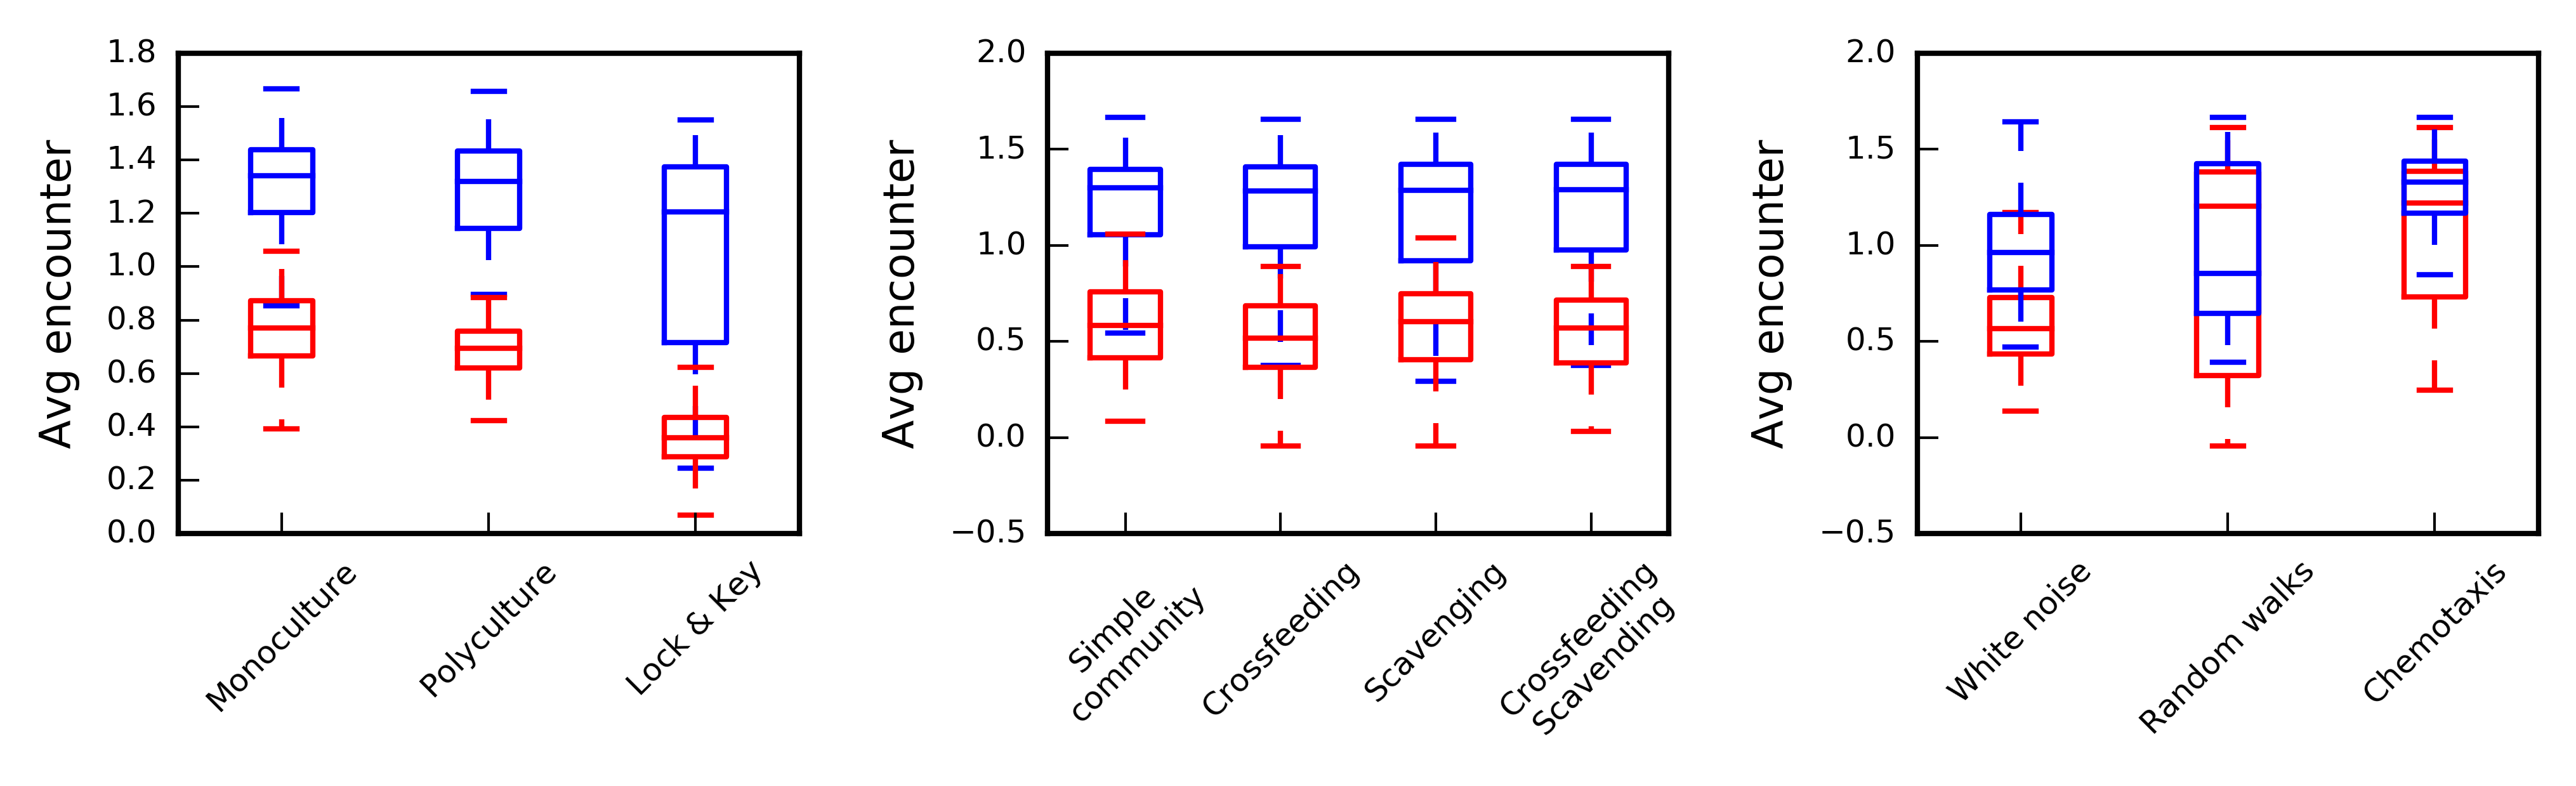 Avg encounter
1.8
1.6
1.4
1.2
1.0
0.8
0.6
0.4
0.2
0.0
Monoculture
Polyculture
Lock & Key
Avg encounter
2.0
1.5
1.0
0.5
0.0
−0.5
Simple
community
Crossfeeding
Scavenging
Crossfeeding
Scavending
Avg encounter
2.0
1.5
1.0
0.5
0.0
−0.5
White noise
Random walks
Chemotaxis